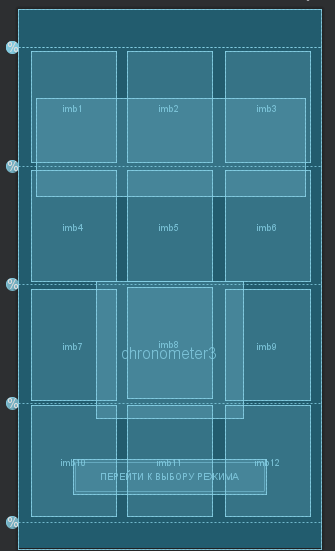 %
imb1 imb2 imb3
%
imb4 imb5 imb6
%
imb7 imb8 imb9
chronometer3
%
imb10 imb11 imb12
ПЕРЕЙТИ К ВЫБОРУ РЕЖИМА
%